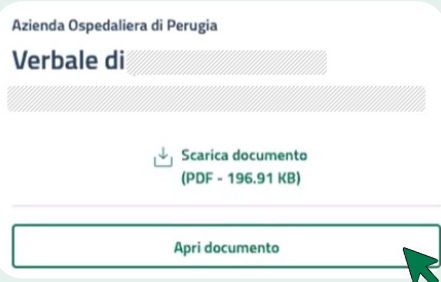 Azienda Ospedaliera di Perugia
Verbale di
Scarica documento
(PDF - 196.91 KB)
Apri documento